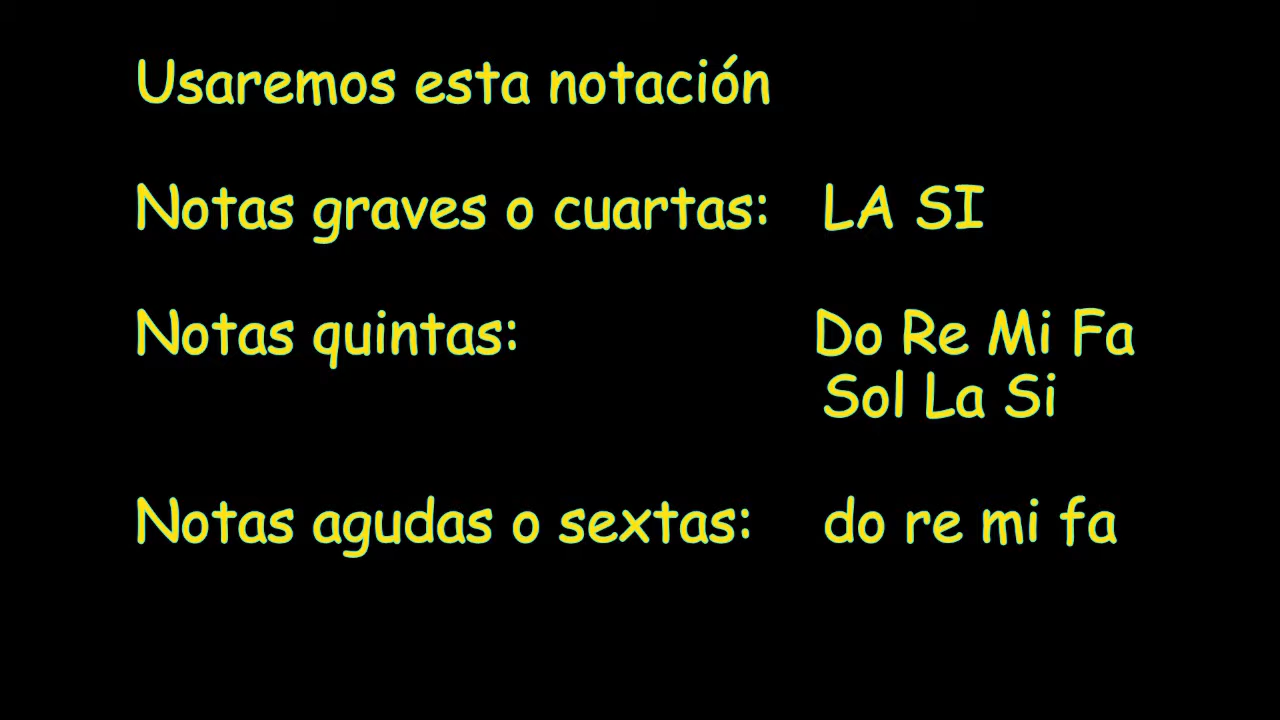 Usaremos esta notación
Notas graves o cuartas: LA SI
Notas quintas: Do Re Mi Fa
Sol La Si
Notas agudas o sextas: do re mi fa